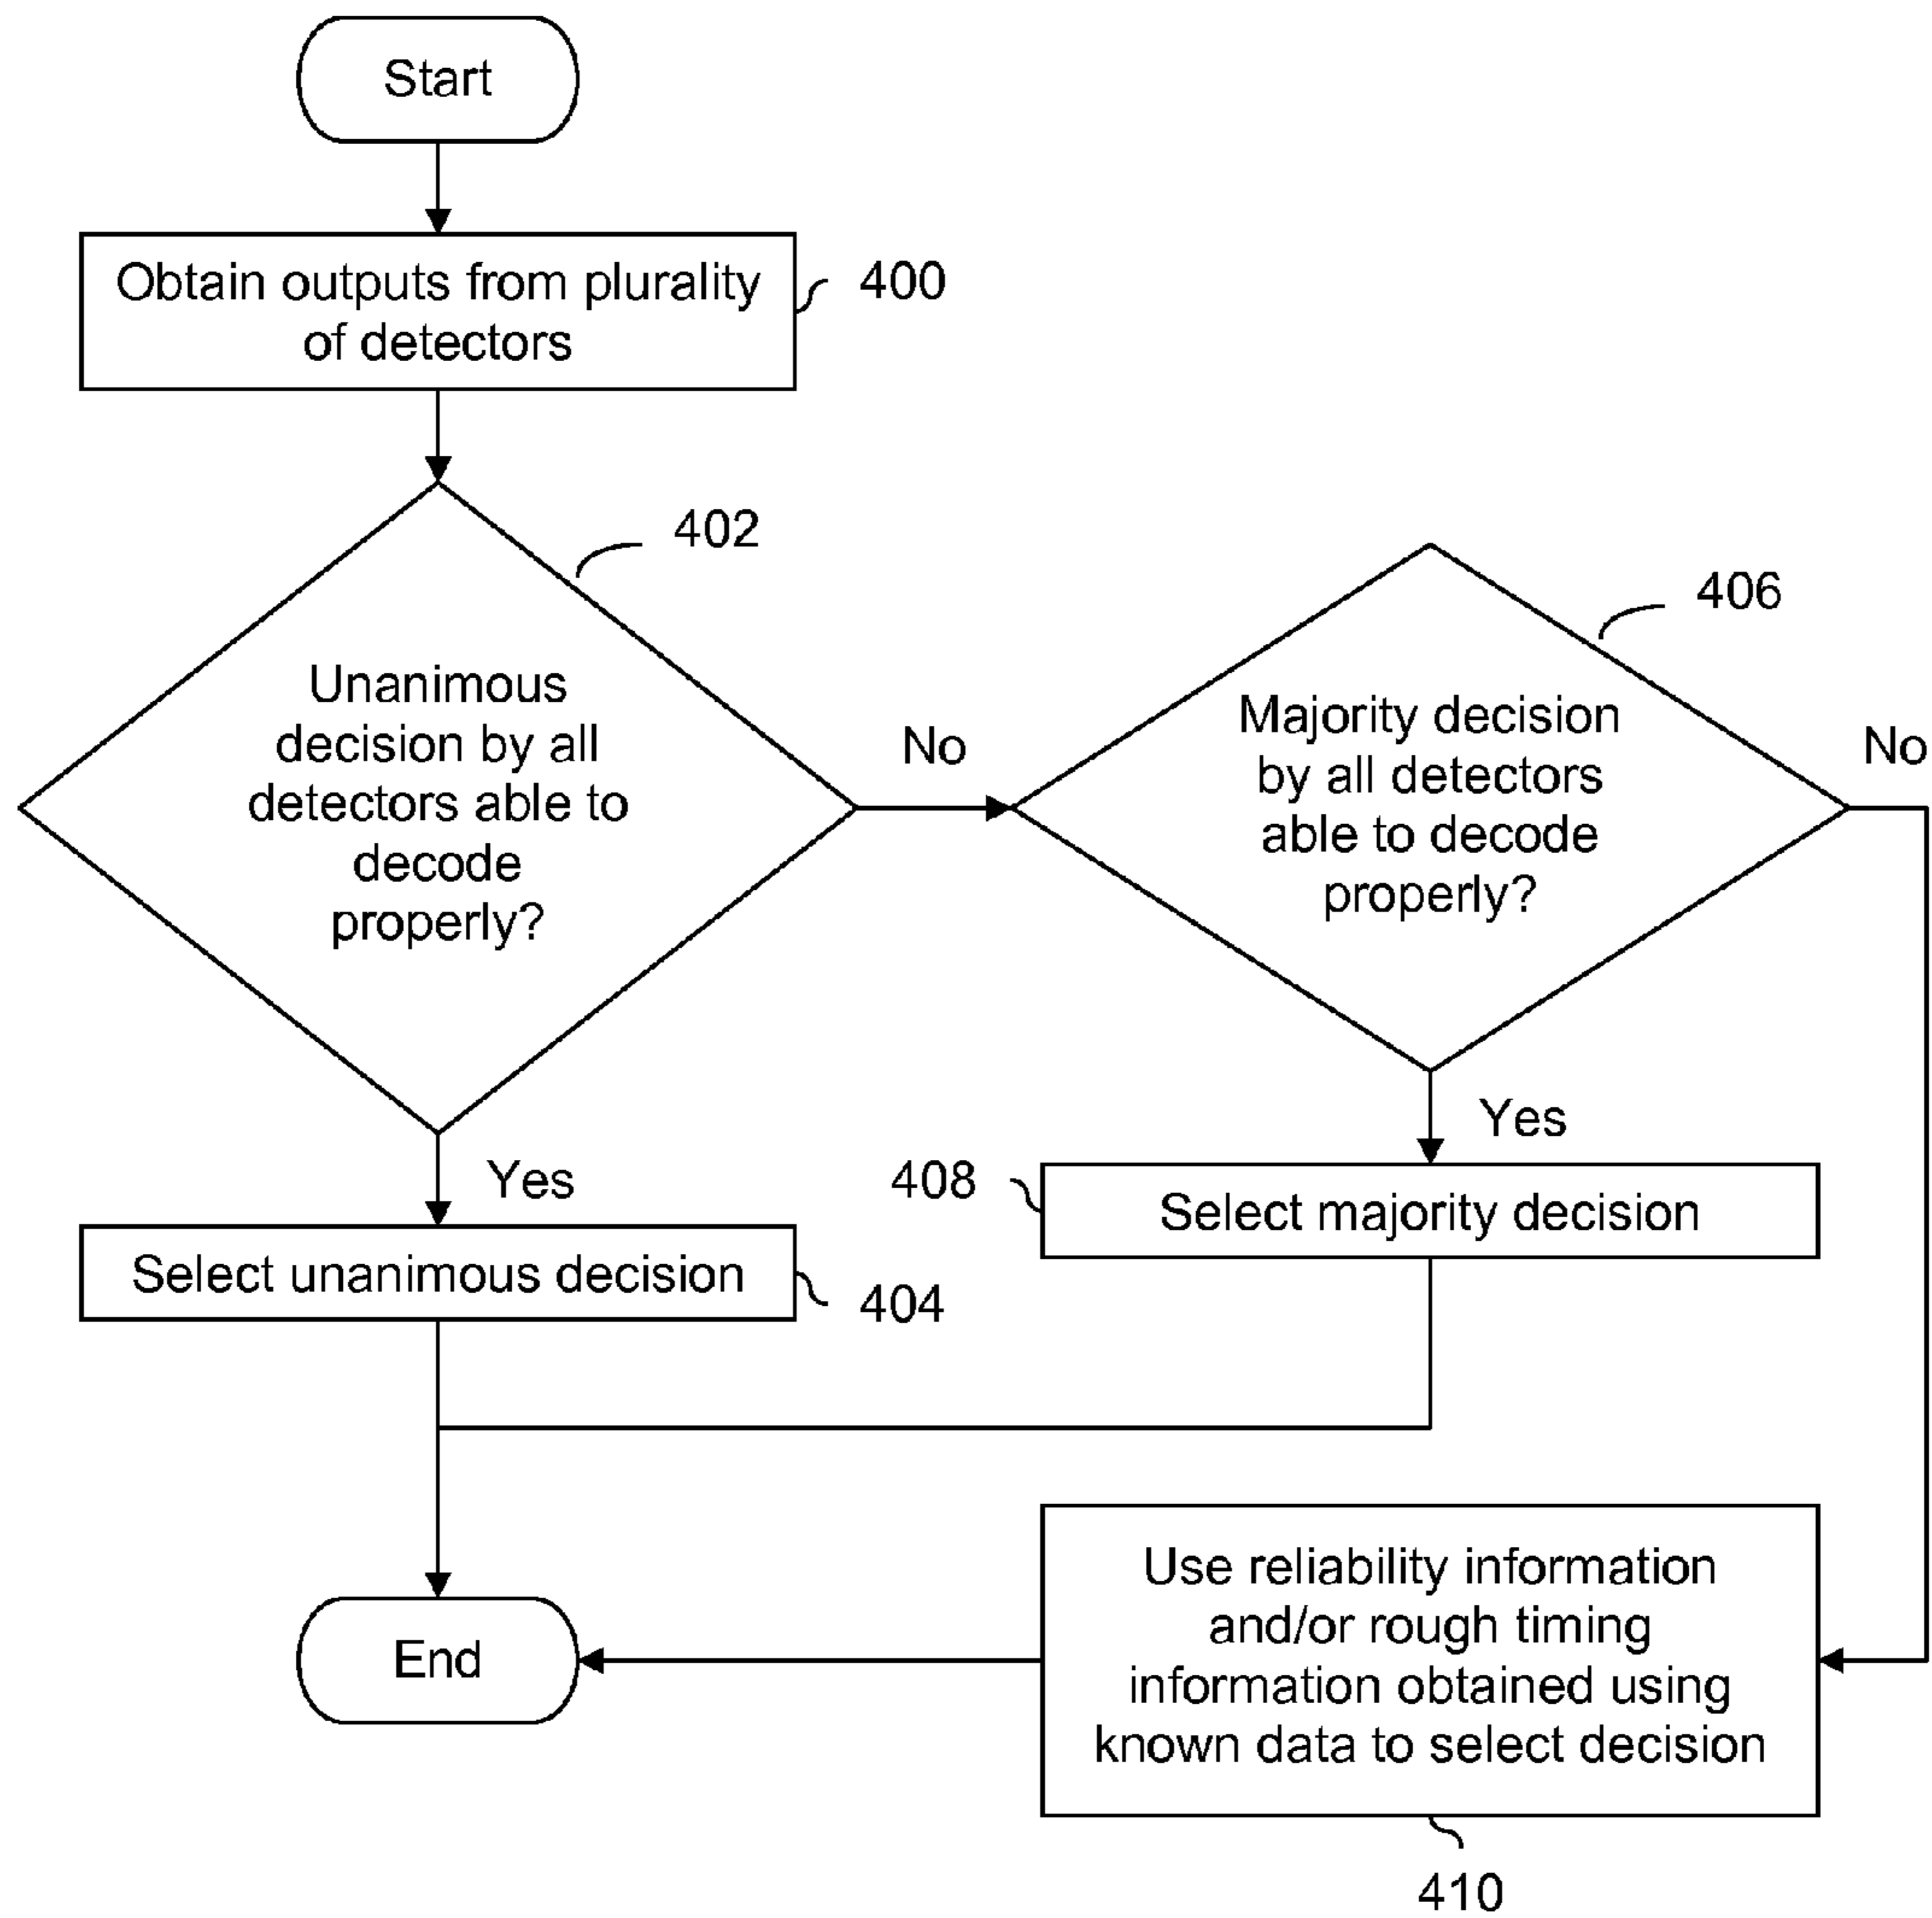 Start
Obtain outputs from plurality
of detectors
400
402
Unanimous
decision by all
detectors able to
decode
properly?
No
406
Majority decision
by all detectors
able to decode
properly?
No
Yes
Select unanimous decision
404
Yes
408
Select majority decision
Use reliability information
and/or rough timing
information obtained using
known data to select decision
410
End